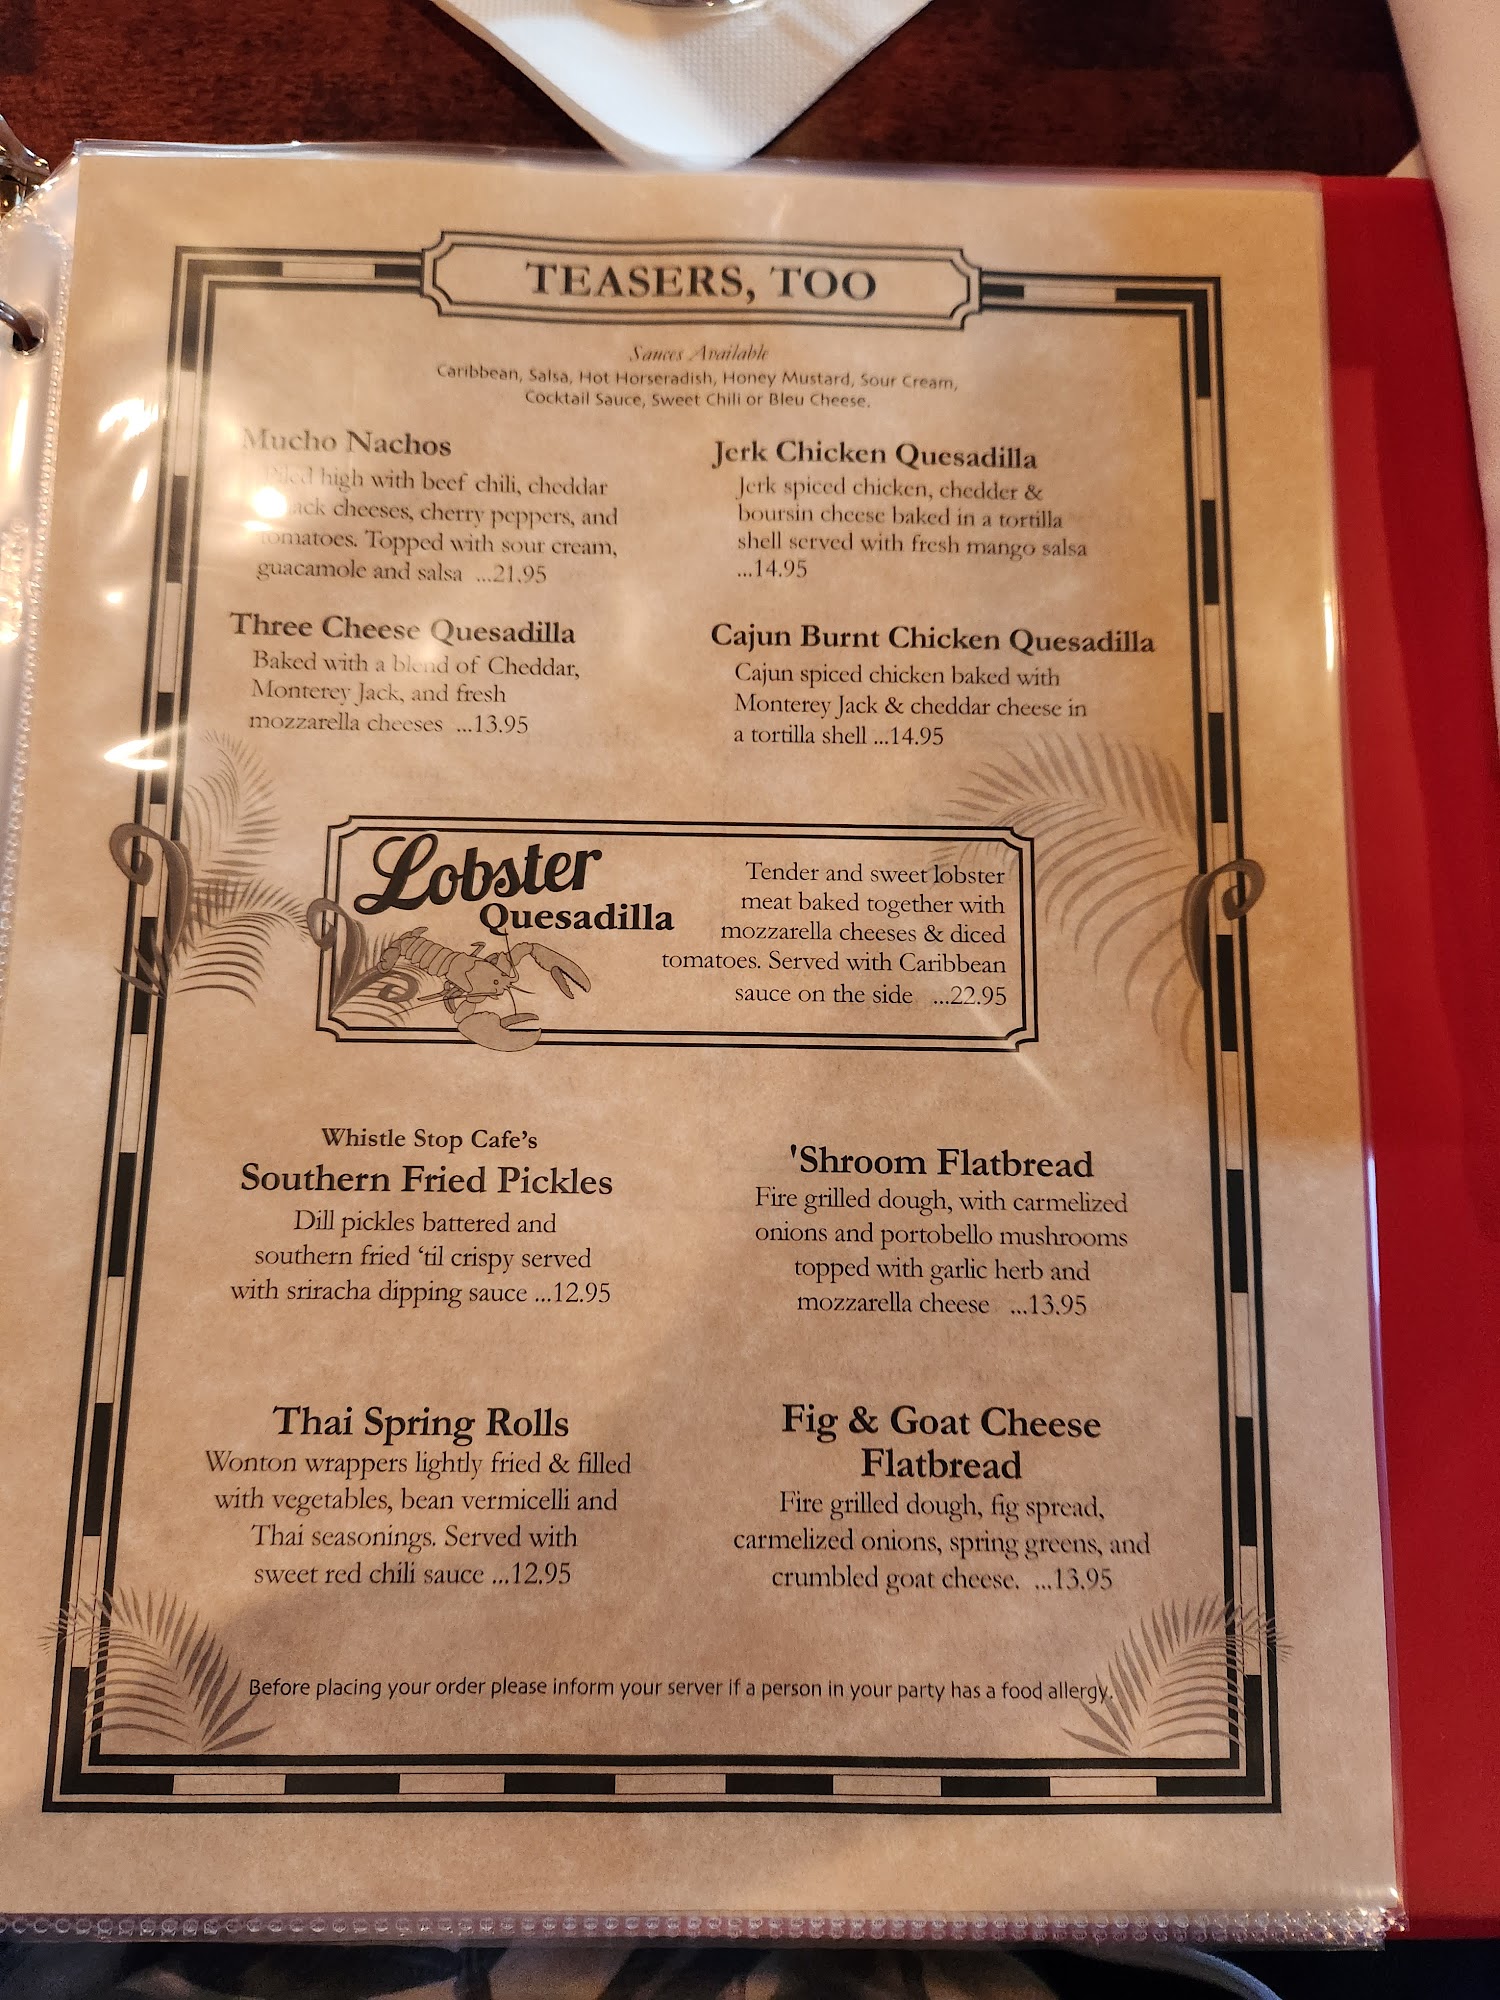 TEASERS, TOO
Sauces Available
Caribbean, Salsa, Hot Horseradish, Honey Mustard, Sour Cream,
Cocktail Sauce, Sweet Chili or Bleu Cheese.
Mucho Nachos
Piled high with beef chili, cheddar
cheeses, cherry peppers, and
tomatoes. Topped with sour cream,
guacamole and salsa ...21.95
Three Cheese Quesadilla
Baked with a blend of Cheddar,
Monterey Jack, and fresh
mozzarella cheeses ...13.95
Jerk Chicken Quesadilla
Jerk spiced chicken, chedder &
boursin cheese baked in a tortilla
shell served with fresh mango salsa
...14.95
Cajun Burnt Chicken Quesadilla
Cajun spiced chicken baked with
Monterey Jack & cheddar cheese in
a tortilla shell ...14.95
Lobster
Quesadilla
Tender and sweet lobster
meat baked together with
mozzarella cheeses & diced
tomatoes. Served with Caribbean
sauce on the side ...22.95
Whistle Stop Cafe's
Southern Fried Pickles
Dill pickles battered and
southern fried ‘til crispy served
with sriracha dipping sauce ...12.95
'Shroom Flatbread
Fire grilled dough, with carmelized
onions and portobello mushrooms
topped with garlic herb and
mozzarella cheese ...13.95
Thai Spring Rolls
Wonton wrappers lightly fried & filled
with vegetables, bean vermicelli and
Thai seasonings. Served with
sweet red chili sauce ...12.95
Fig & Goat Cheese
Flatbread
Fire grilled dough, fig spread,
carmelized onions, spring greens, and
crumbled goat cheese. ...13.95
Before placing your order please inform your server if a person in your party has a food allergy.